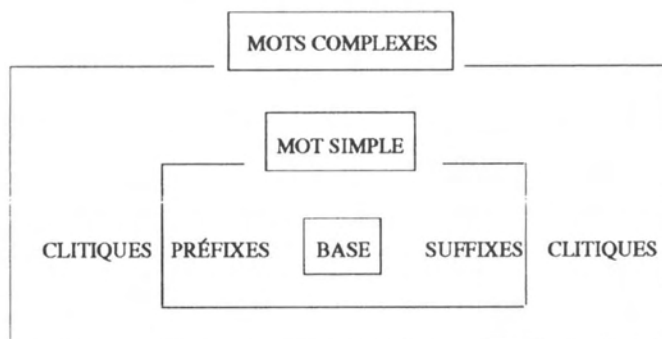 MOTS COMPLEXES
MOT SIMPLE
CLITIQUES PRÉFIXES BASE SUFFIXES CLITIQUES